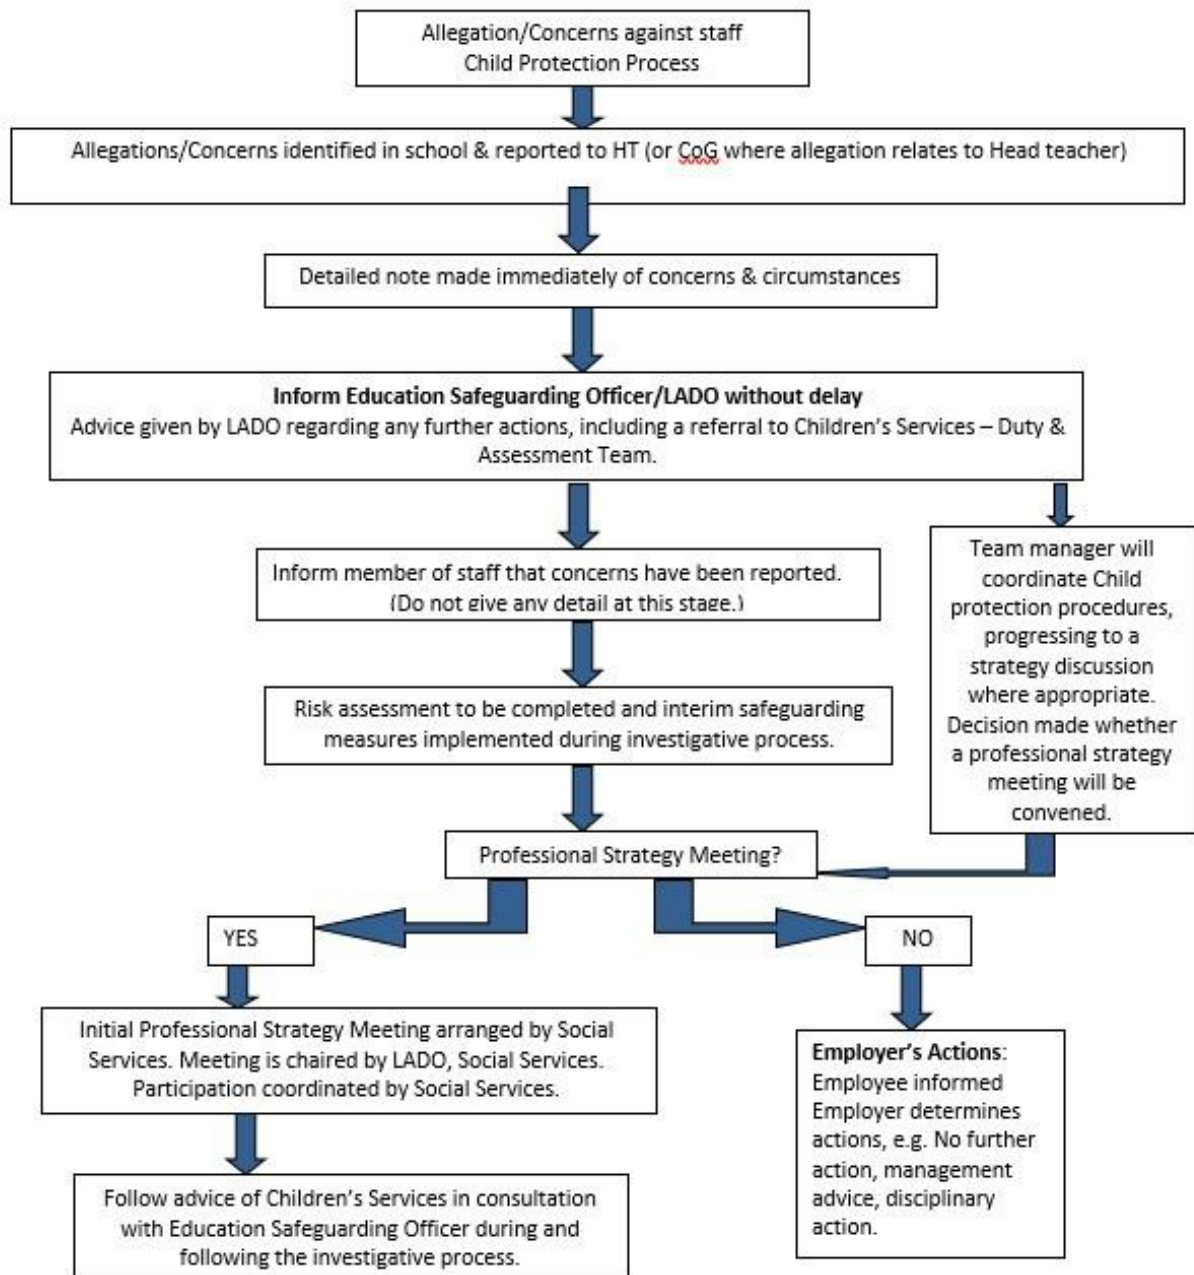 Allegation/Concerns against staff
Child Protection Process
Allegations/Concerns identified in school & reported to HT (or CoG where allegation relates to Head teacher)
Detailed note made immediately of concerns & circumstances
Inform Education Safeguarding Officer/LADO without delay
Advice given by LADO regarding any further actions, including a referral to Children's Services – Duty &
Assessment Team.
Inform member of staff that concerns have been reported.
(Do not give any detail at this stage.)
Team manager will
coordinate Child
protection procedures,
progressing to a
strategy discussion
where appropriate.
Decision made whether
a professional strategy
meeting will be
convened.
Risk assessment to be completed and interim safeguarding
measures implemented during investigative process.
Professional Strategy Meeting?
YES
NO
Initial Professional Strategy Meeting arranged by Social
Services. Meeting is chaired by LADO, Social Services.
Participation coordinated by Social Services.
Employer's Actions:
Employee informed
Employer determines
actions, e.g. No further
action, management
advice, disciplinary
action.
Follow advice of Children's Services in consultation
with Education Safeguarding Officer during and
following the investigative process.